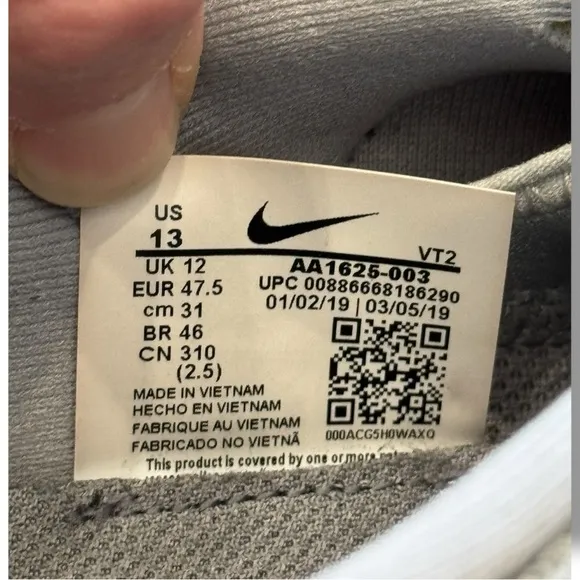 US
13
VT2
UK 12
AA1625-003
EUR 47.5
UPC 00886668186290
cm 31
01/02/19 | 03/05/19
BR 46
CN 310
(2.5)
MADE IN VIETNAM
HECHO EN VIETNAM
FABRIQUE AU VIETNAM
FABRICADO NO VIETNÃ
000ACG5H0WAXQ
This product is covered by one or more